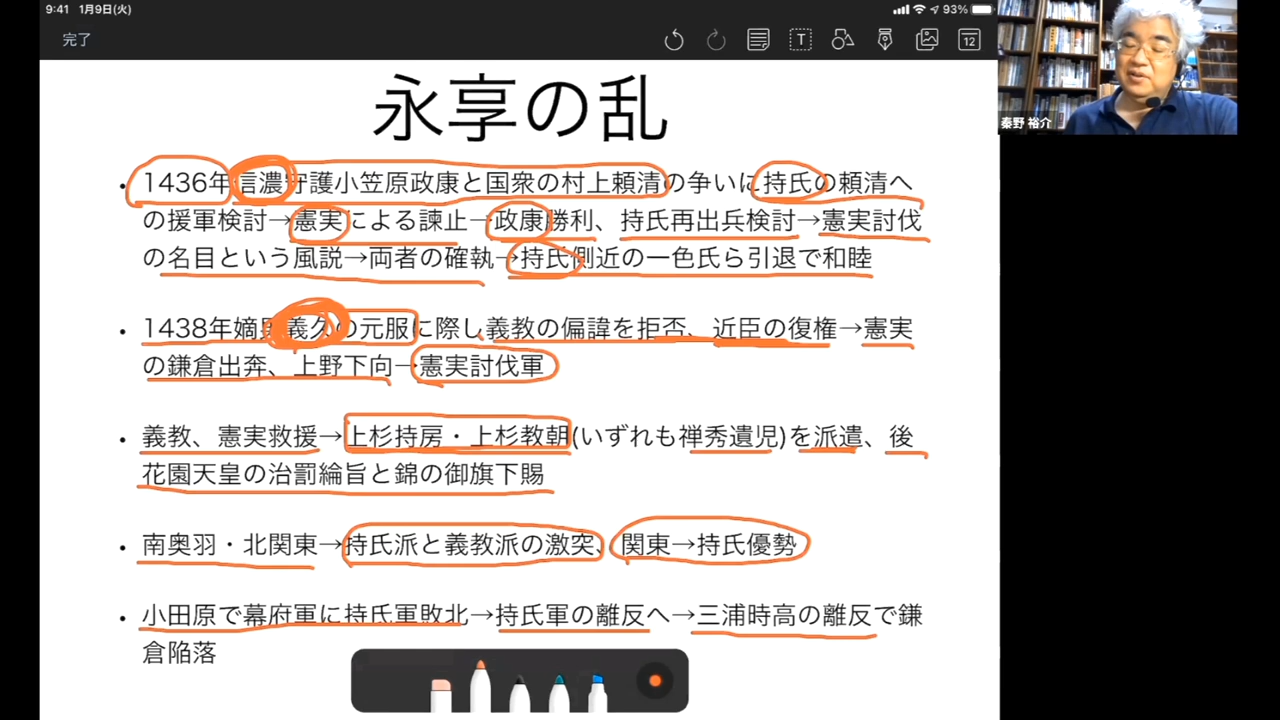 9:41 1月9日(火)
93%
完了
T
12
秦野 裕介
永享の乱
• 1436年信濃守護小笠原政康と国衆の村上頼清の争いに持氏の頼清へ
の援軍検討→憲実による諫止→政康勝利、持氏再出兵検討→憲実討伐
の名目という風説→両者の確執→持氏側近の一色氏ら引退で和睦
• 1438年嫡男義久の元服に際し義教の偏諱を拒否、近臣の復権→憲実
の鎌倉出奔、上野下向→憲実討伐軍
• 義教、憲実救援→上杉持房・上杉教朝(いずれも禅秀遺児)を派遣、後
花園天皇の治罰綸旨と錦の御旗下賜
• 南奥羽・北関東→持氏派と義教派の激突、関東→持氏優勢
• 小田原で幕府軍に持氏軍敗北→持氏軍の離反へ→三浦時高の離反で鎌
倉陥落